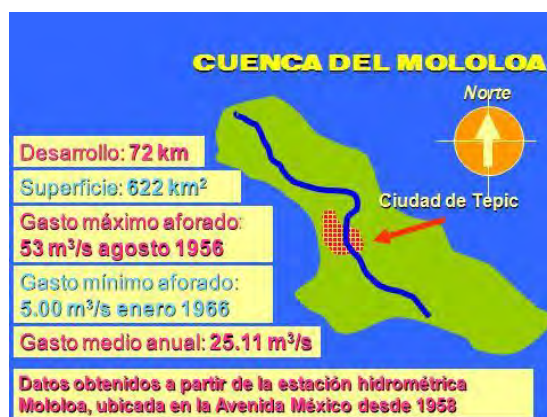 CUENCA DEL MOLOLOA
Norte
Desarrollo: 72 km
Superficie: 622 km²
Ciudad de Tepic
Gasto máximo aforado:
53 m³/s agosto 1956
Gasto mínimo aforado:
5.00 m³/s enero 1966
Gasto medio anual: 25.11 m³/s
Datos obtenidos a partir de la estación hidrométrica
Mololoa, ubicada en la Avenida México desde 1958